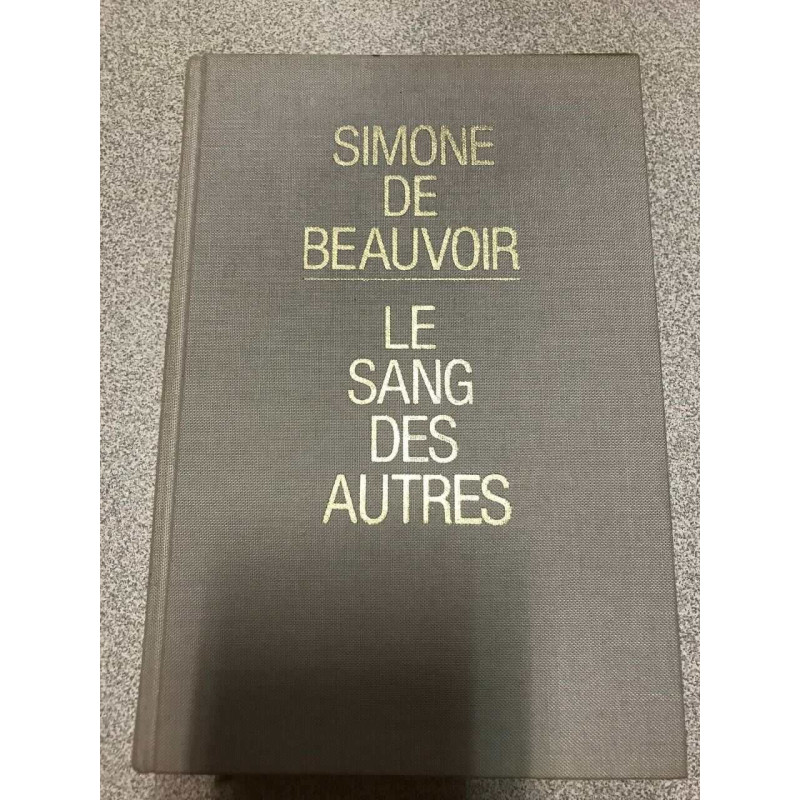 SIMONE
DE
BEAUVOIR
LE
SANG
DES
AUTRES